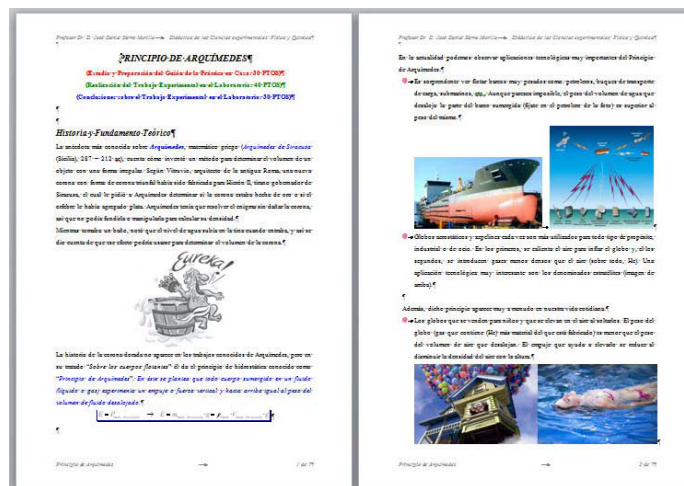 Profesor Dr. D. José Daniel Sierra Murillo→ Didáctica de las Ciencias experimentales: Física y Química¶
¶
PRINCIPIO·DE·ARQUÍMEDES¶
(Estudio·y·Preparación·del·Guión·de·la·Práctica·en·Casa:·30·PTOS)¶
(Realización·del·Trabajo·Experimental·en·el·Laboratorio:·40·PTOS)¶
(Conclusiones·sobre·el·Trabajo·Experimental·en·el·Laboratorio:·30·PTOS)¶
¶
¶
Historia·y·Fundamento·Teórico¶
La anécdota más conocida sobre Arquímedes, matemático griego (Arquímedes de Siracusa
(Sicilia), 287 – 212 ac), cuenta cómo inventó un método para determinar el volumen de un
objeto con una forma irregular. Según Vitruvio, arquitecto de la antigua Roma, una nueva
corona con forma de corona triunfal había sido fabricada para Hierón II, tirano gobernador de
Siracusa, el cual le pidió a Arquímedes determinar si la corona estaba hecha de oro o si el
orfebre le había agregado plata. Arquímedes tenía que resolver el enigma sin dañar la corona,
así que no podía fundirla o manipularla para calcular su densidad.¶
Mientras tomaba un baño, notó que el nivel de agua subía en la tina cuando entraba, y así se
dio cuenta de que ese efecto podría usarse para determinar el volumen de la corona.¶
Eureka!
La historia de la corona dorada no aparece en los trabajos conocidos de Arquímedes, pero en
su tratado "Sobre los cuerpos flotantes" él da el principio de hidrostática conocido como
"Principio de Arquímedes". En éste se plantea que todo cuerpo sumergido en un fluido
(líquido o gas) experimenta un empuje o fuerza vertical y hacia arriba igual al peso del
volumen de fluido desalojado.¶
¶
Principio de Arquímedes → 1 de 7¶
Profesor Dr. D. José Daniel Sierra Murillo→ Didáctica de las Ciencias experimentales: Física y Química¶
¶
En la actualidad podemos observar aplicaciones tecnológicas muy importantes del Principio
de Arquímedes.¶
Es sorprendente ver flotar barcos muy pesados como: petroleros, buques de transporte
de carga, submarinos, etc. Aunque parezca imposible, el peso del volumen de agua que
desaloja la parte del barco sumergida (fíjate en el petrolero de la foto) es superior al
peso del mismo.¶
Globos aerostáticos y zepelines cada vez son más utilizados para todo tipo de propósito,
industrial o de ocio. En los primeros, se calienta el aire para inflar el globo y, el los
segundos, se introducen gases menos densos que el aire (sobre todo, He). Una
aplicación tecnológica muy interesante son los denominados estratélites (imagen de
arriba).¶
¶
Además, dicho principio aparece muy a menudo en nuestra vida cotidiana.¶
Los globos que se venden para niños y que se elevan en el aire al soltarlos. El peso del
globo (gas que contiene (He) más material del que está fabricado) es menor que el peso
del volumen de aire que desalojan. El empuje que ayuda a elevarlo se reduce al
disminuir la densidad del aire con la altura.¶
Principio de Arquímedes → 2 de 7¶